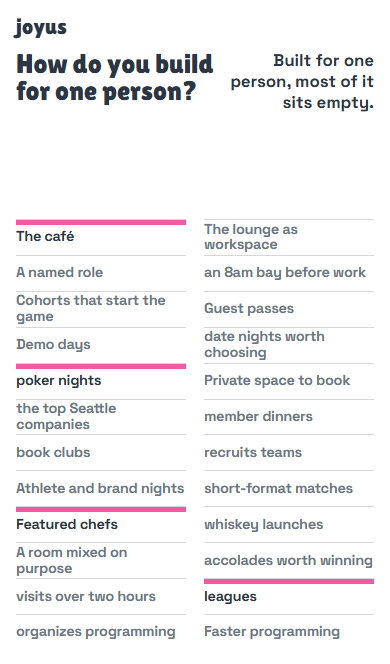 joyus
How do you build
for one person?
Built for one
person, most of it
sits empty.
The café
A named role
Cohorts that start the
game
Demo days
poker nights
the top Seattle
companies
book clubs
Athlete and brand nights
Featured chefs
A room mixed on
purpose
visits over two hours
organizes programming
The lounge as
workspace
an 8am bay before work
Guest passes
date nights worth
choosing
Private space to book
member dinners
recruits teams
short-format matches
whiskey launches
accolades worth winning
leagues
Faster programming